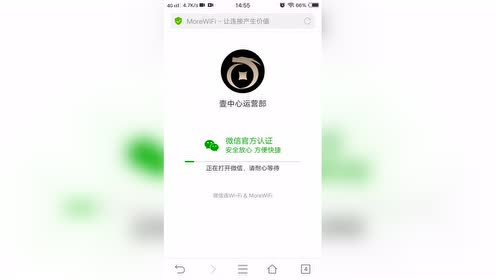 4G 4.7K/s 14:55 66%
MoreWiFi - 让连接产生价值
壹中心运营部
微信官方认证
安全放心 方便快捷
正在打开微信，请耐心等待
微信连Wi-Fi & MoreWiFi
4